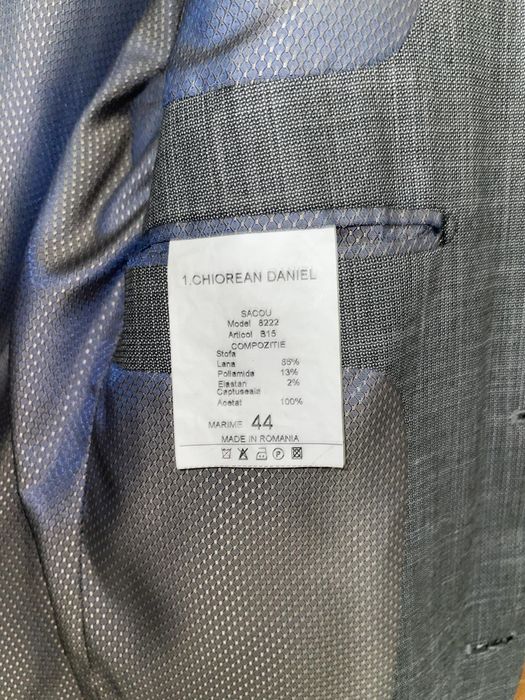 1.CHIOREAN DANIEL
SACOU
Model 8222
Articol B15
COMPOZITIE
Stofa
Lana 85%
Poliamida 13%
Elastan 2%
Captuseala
Acetat 100%
MARIME 44
MADE IN ROMANIA
P